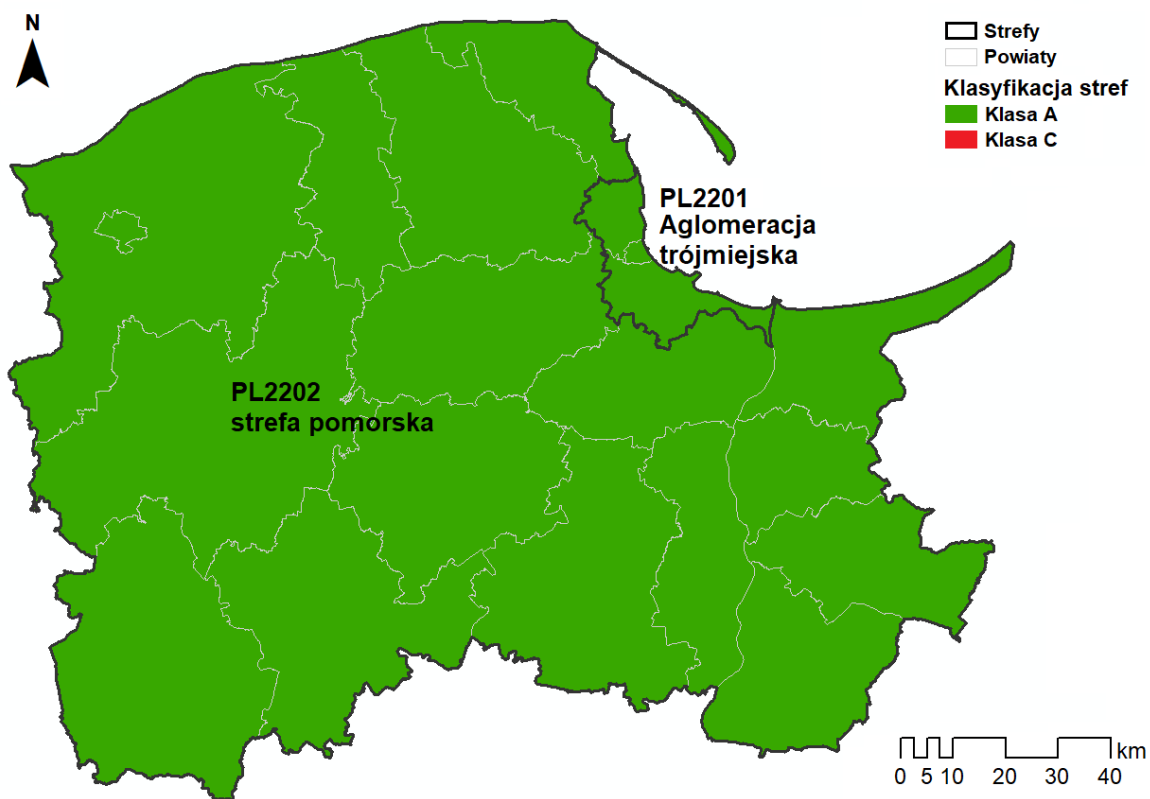 N
Strefy
Powiaty
Klasyfikacja stref
Klasa A
Klasa C
PL2201
Aglomeracja
trójmiejska
PL2202
strefa pomorska
km
0 5 10 20 30 40